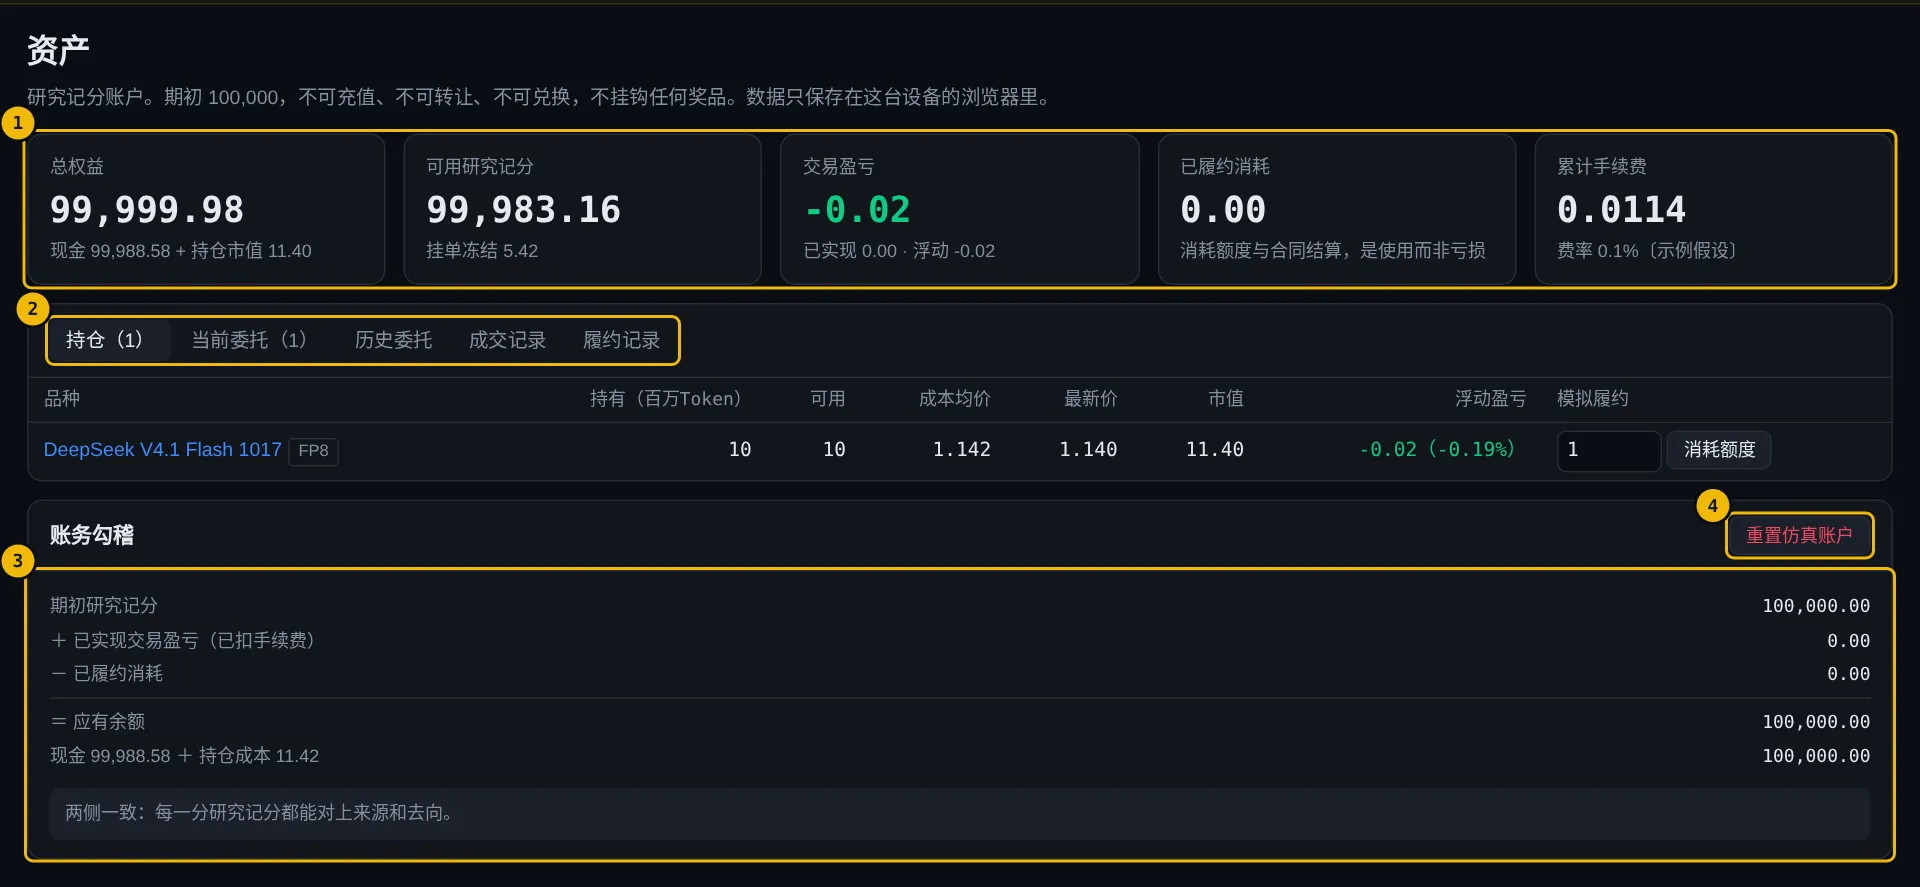 资产
研究记分账户。期初 100,000，不可充值、不可转让、不可兑换，不挂钩任何奖品。数据只保存在这台设备的浏览器里。
1
总权益
99,999.98
现金 99,988.58 + 持仓市值 11.40
可用研究记分
99,983.16
挂单冻结 5.42
交易盈亏
-0.02
已实现 0.00 · 浮动 -0.02
已履约消耗
0.00
消耗额度与合同结算，是使用而非亏损
累计手续费
0.0114
费率 0.1%〔示例假设〕
2
持仓（1） 当前委托（1） 历史委托 成交记录 履约记录
品种 持有（百万Token） 可用 成本均价 最新价 市值 浮动盈亏 模拟履约
DeepSeek V4.1 Flash 1017 FP8 10 10 1.142 1.140 11.40 -0.02（-0.19%） 1 消耗额度
4
账务勾稽 重置仿真账户
3
期初研究记分 100,000.00
＋ 已实现交易盈亏（已扣手续费） 0.00
－ 已履约消耗 0.00
＝ 应有余额 100,000.00
现金 99,988.58 ＋ 持仓成本 11.42 100,000.00
两侧一致：每一分研究记分都能对上来源和去向。